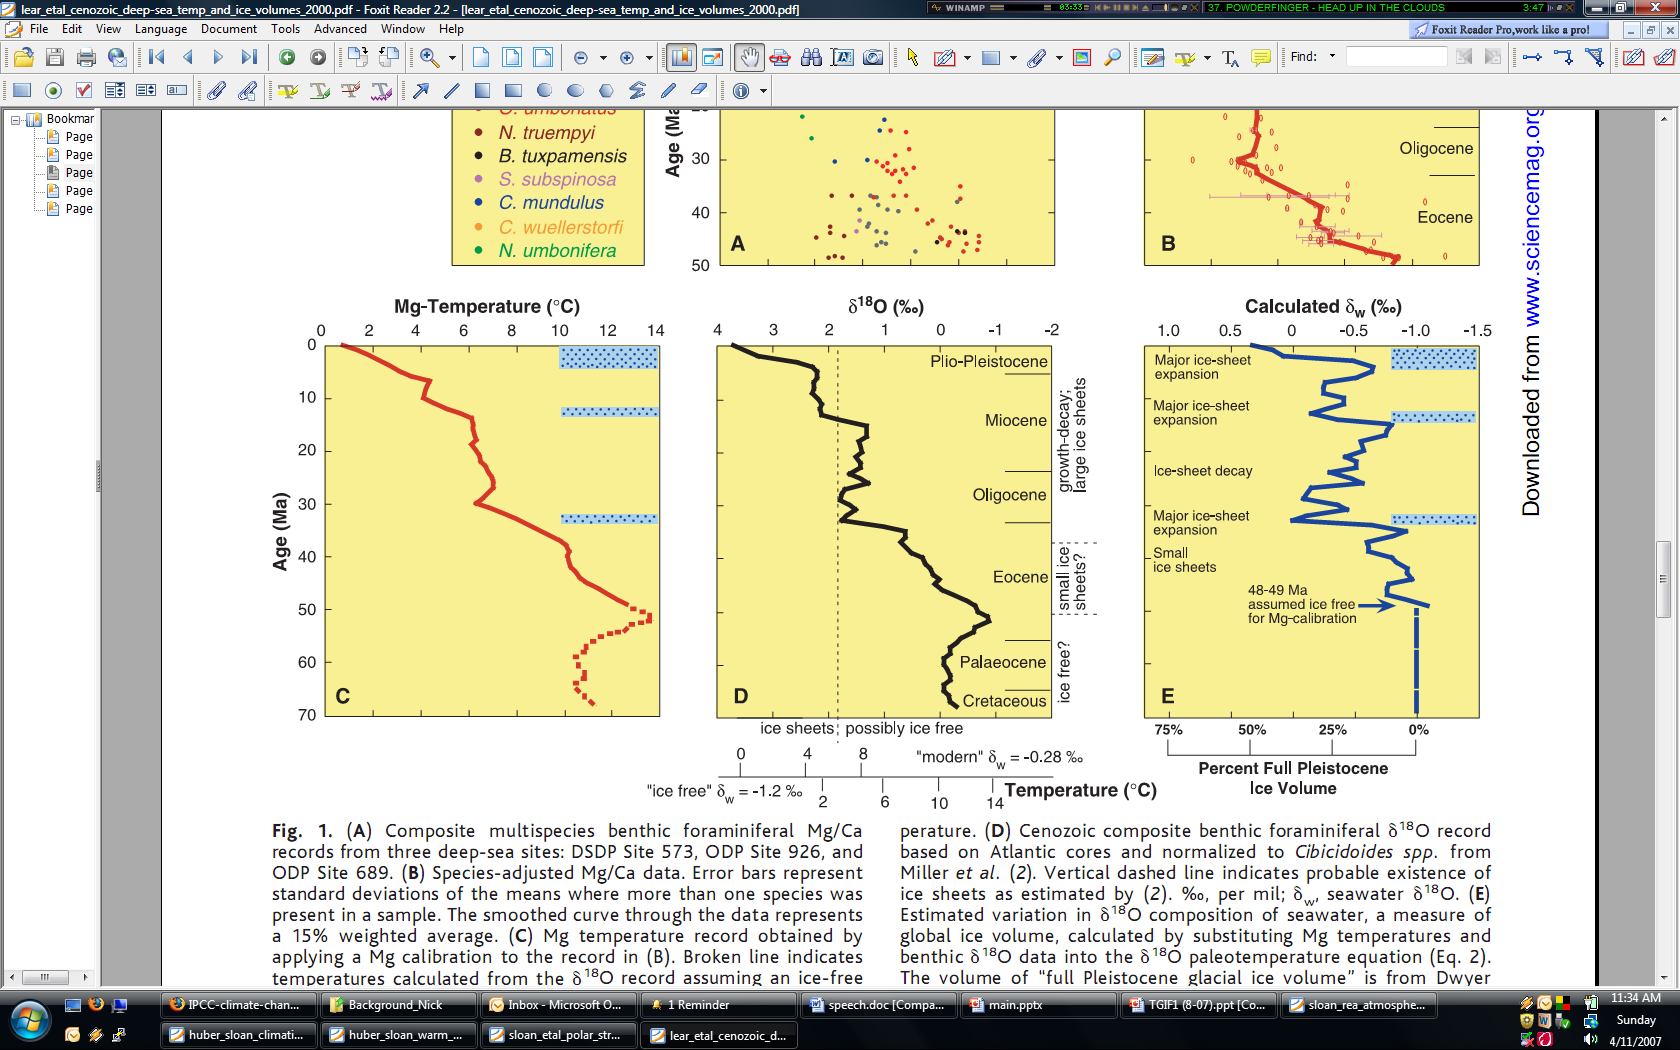 lear_etal_cenozoic_deep-sea_temp_and_ice_volumes_2000.pdf - Foxit Reader 2.2 - [lear_etal_cenozoic_deep-sea_temp_and_ice_volumes_2000.pdf]
WINAMP
03:33
37. POWDERFINGER - HEAD UP IN THE CLOUDS
3:47
File Edit View Language Document Tools Advanced Window Help
Foxit Reader Pro,work like a pro!
Find:
Bookmar
Page
Page
Page
Page
Page
O. umbonatus
N. truempyi
B. tuxpamensis
S. subspinosa
C. mundulus
C. wuellerstorfi
N. umbonifera
Age (Ma
30
40
50
A
Oligocene
Eocene
B
Downloaded from www.sciencemag.org
Mg-Temperature (°C)
0 2 4 6 8 10 12 14
0
10
20
30
40
50
60
70
Age (Ma)
C
δ18O (‰)
4 3 2 1 0 -1 -2
Plio-Pleistocene
Miocene
Oligocene
Eocene
Palaeocene
Cretaceous
D
growth-decay;
large ice sheets
small ice
sheets?
ice free?
ice sheets possibly ice free
0 4 8 "modern" δw = -0.28 ‰
"ice free" δw = -1.2 ‰ 2 6 10 14 Temperature (°C)
Calculated δw (‰)
1.0 0.5 0 -0.5 -1.0 -1.5
Major ice-sheet
expansion
Major ice-sheet
expansion
Ice-sheet decay
Major ice-sheet
expansion
Small
ice sheets
48-49 Ma
assumed ice free
for Mg-calibration
E
75% 50% 25% 0%
Percent Full Pleistocene
Ice Volume
Fig. 1. (A) Composite multispecies benthic foraminiferal Mg/Ca
records from three deep-sea sites: DSDP Site 573, ODP Site 926, and
ODP Site 689. (B) Species-adjusted Mg/Ca data. Error bars represent
standard deviations of the means where more than one species was
present in a sample. The smoothed curve through the data represents
a 15% weighted average. (C) Mg temperature record obtained by
applying a Mg calibration to the record in (B). Broken line indicates
temperatures calculated from the δ18O record assuming an ice-free
perature. (D) Cenozoic composite benthic foraminiferal δ18O record
based on Atlantic cores and normalized to Cibicidoides spp. from
Miller et al. (2). Vertical dashed line indicates probable existence of
ice sheets as estimated by (2). ‰, per mil; δw, seawater δ18O. (E)
Estimated variation in δ18O composition of seawater, a measure of
global ice volume, calculated by substituting Mg temperatures and
benthic δ18O data into the δ18O paleotemperature equation (Eq. 2).
The volume of “full Pleistocene glacial ice volume” is from Dwyer
IPCC-climate-chan...
Background_Nick
Inbox - Microsoft O...
1 Reminder
speech.doc [Compa...
main.pptx
TGIF1 (8-07).ppt [Co...
sloan_rea_atmosphe...
huber_sloan_climati...
huber_sloan_warm_...
sloan_etal_polar_str...
lear_etal_cenozoic_d...
11:34 AM
Sunday
4/11/2007